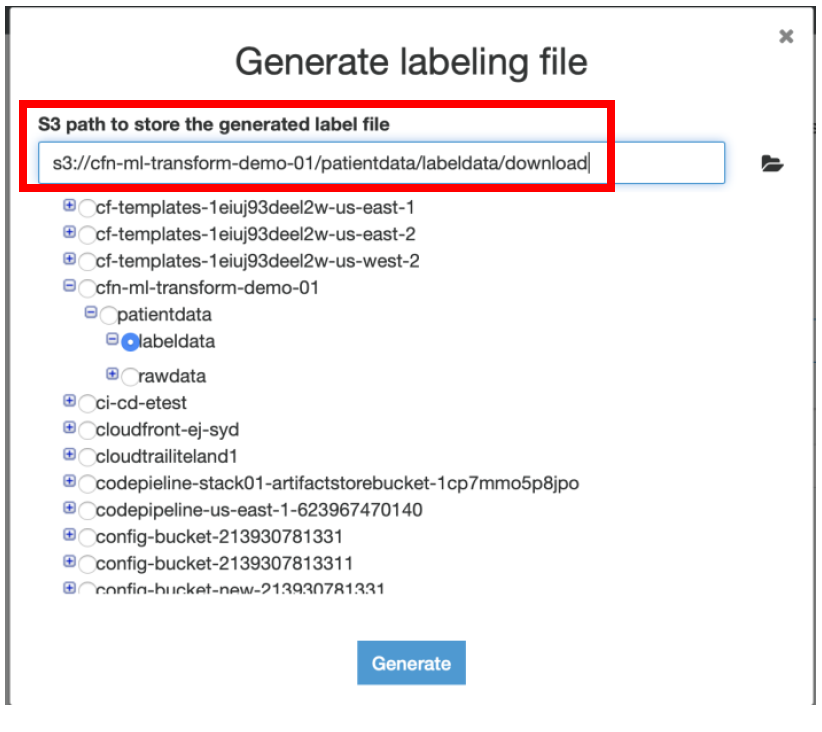 Generate labeling file
S3 path to store the generated label file
s3://cfn-ml-transform-demo-01/patientdata/labeldata/download
cf-templates-1eiuj93deel2w-us-east-1
cf-templates-1eiuj93deel2w-us-east-2
cf-templates-1eiuj93deel2w-us-west-2
cfn-ml-transform-demo-01
patientdata
labeldata
rawdata
ci-cd-etest
cloudfront-ej-syd
cloudtrailiteland1
codepieline-stack01-artifactstorebucket-1cp7mmo5p8jpo
codepipeline-us-east-1-623967470140
config-bucket-213930781331
config-bucket-2139307813311
config-bucket-new-213930781331
Generate